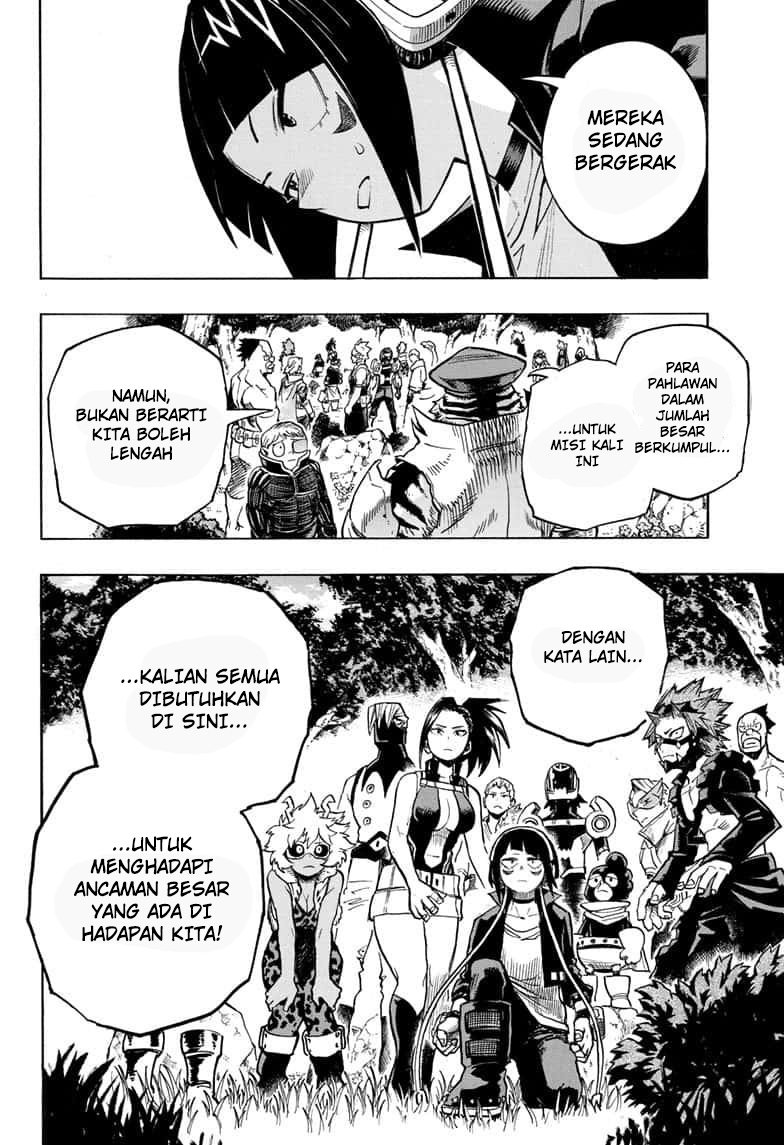 MEREKA
SEDANG
BERGERAK
PARA
PAHLAWAN
DALAM
JUMLAH
BESAR
BERKUMPUL...
...UNTUK
MISI KALI
INI
NAMUN,
BUKAN BERARTI
KITA BOLEH
LENGAH
DENGAN
KATA LAIN...
...KALIAN SEMUA
DIBUTUHKAN
DI SINI...
...UNTUK
MENGHADAPI
ANCAMAN BESAR
YANG ADA DI
HADAPAN KITA!